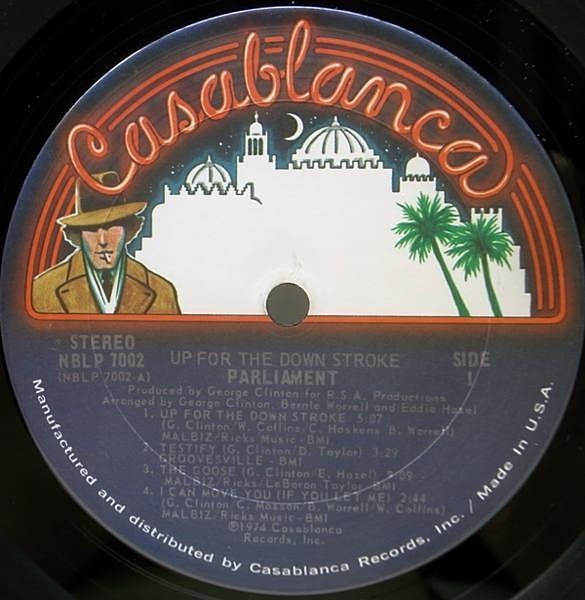 Casablanca
STEREO
NBLP 7002
(NBLP 7002-A)
UP FOR THE DOWN STROKE
PARLIAMENT
SIDE
1
Produced by George Clinton for R.S.A. Productions
Arranged by George Clinton, Bernie Worrell and Eddie Hazel
1. UP FOR THE DOWN STROKE 5:07
(G. Clinton/W. Collins/C. Haskens/B. Worrell)
MALBIZ/Ricks Music-BMI
2. TESTIFY (G. Clinton/D. Taylor) 3:29
GROOVESVILLE-BMI
3. THE GOOSE (G. Clinton/E. Hazel) 9:09
MALBIZ/Ricks/LeBaron Taylor-BMI
4. I CAN MOVE YOU (IF YOU LET ME) 2:44
(G. Clinton/C. Mosson/B. Worrell/W. Collins)
MALBIZ/Ricks Music-BMI
℗1974 Casablanca
Records, Inc.
Manufactured and distributed by Casablanca Records, Inc. / Made In U.S.A.